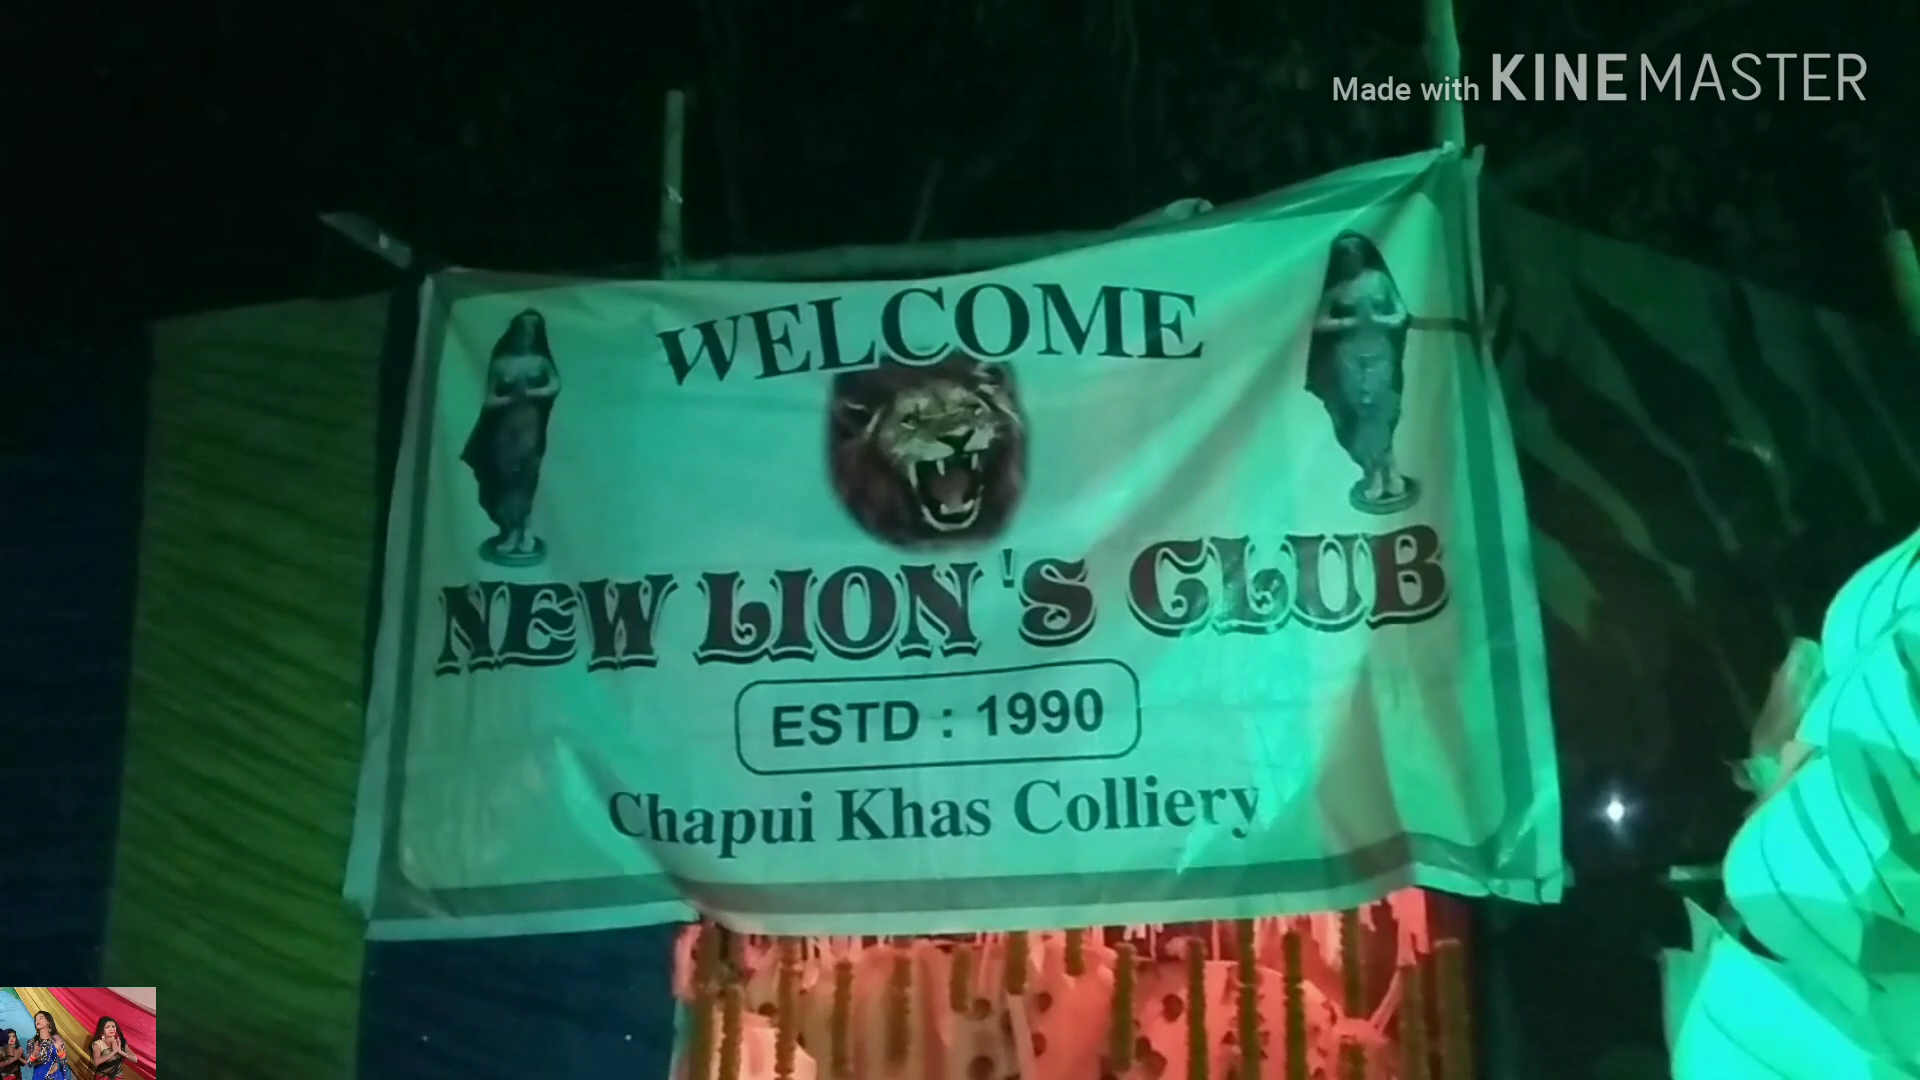 Made with KINEMASTER
WELCOME
NEW LION'S CLUB
ESTD : 1990
Chapui Khas Colliery